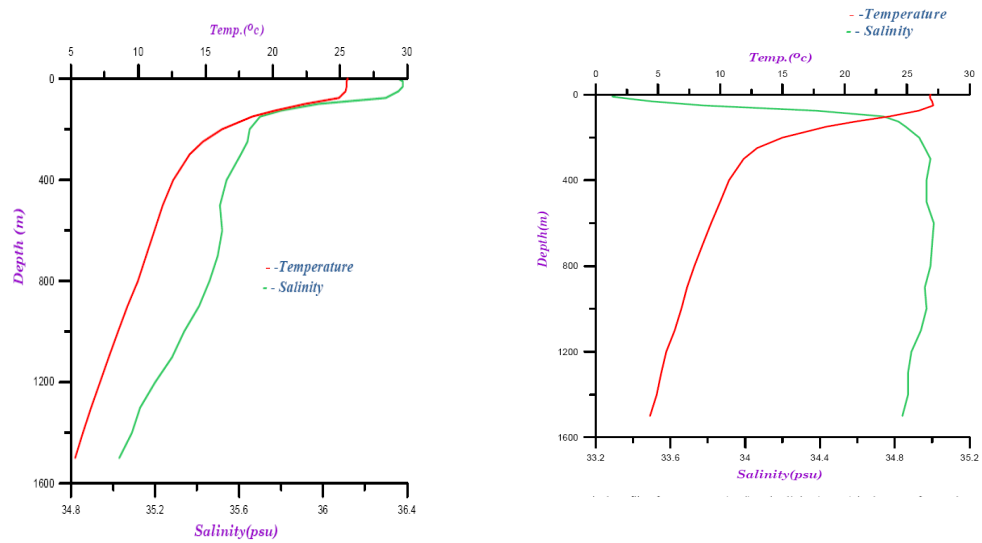 Temp.(ºc)
5 10 15 20 25 30
0
400
800
1200
1600
Depth (m)
- -Temperature
- - Salinity
34.8 35.2 35.6 36 36.4
Salinity(psu)
- -Temperature
- - Salinity
Temp.(ºc)
0 5 10 15 20 25 30
0
400
800
1200
1600
Depth(m)
33.2 33.6 34 34.4 34.8 35.2
Salinity(psu)